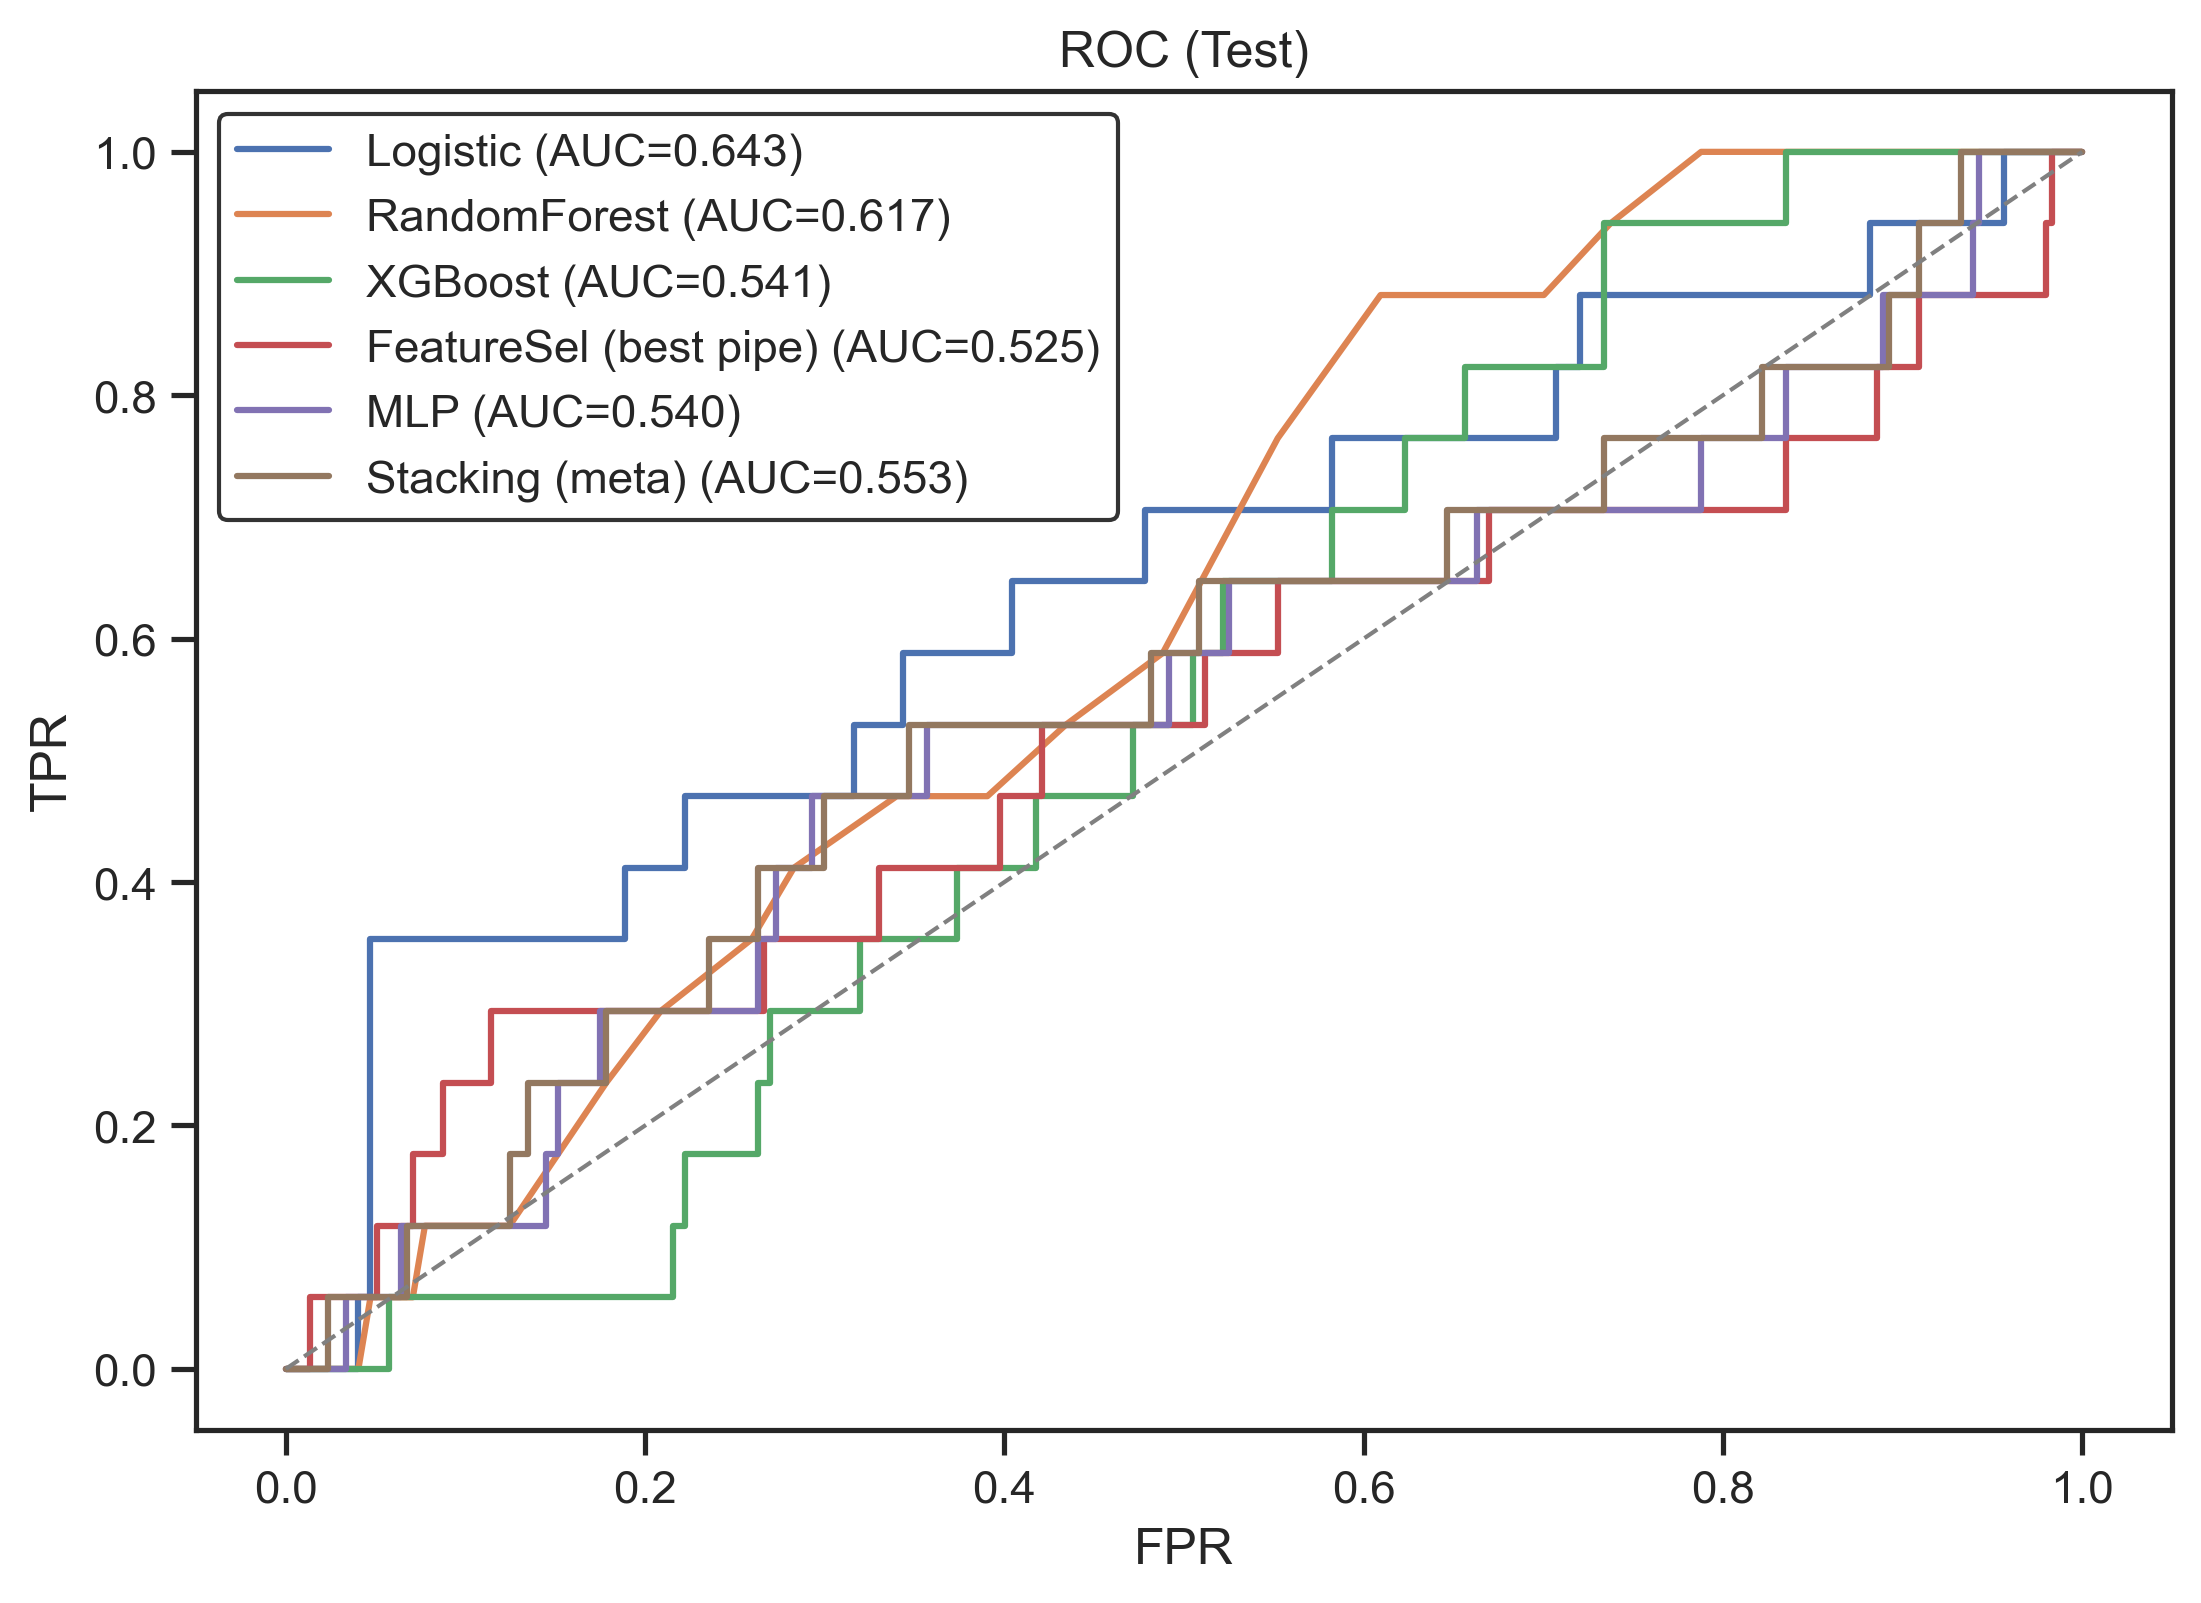 ROC (Test)
Logistic (AUC=0.643)
RandomForest (AUC=0.617)
XGBoost (AUC=0.541)
FeatureSel (best pipe) (AUC=0.525)
MLP (AUC=0.540)
Stacking (meta) (AUC=0.553)
1.0
0.8
0.6
0.4
0.2
0.0
TPR
0.0 0.2 0.4 0.6 0.8 1.0
FPR